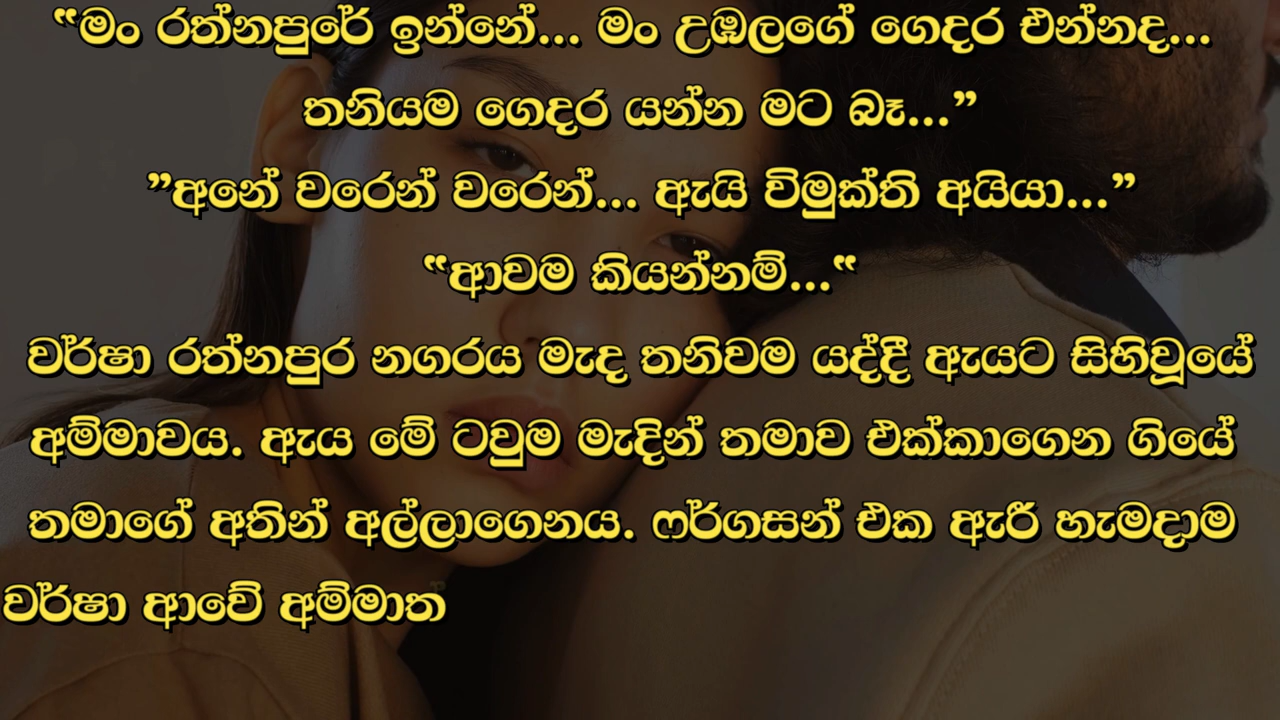 “මං රත්නපුරේ ඉන්නේ... මං උඹලගේ ගෙදර එන්නද...
තනියම ගෙදර යන්න මට බෑ...”
”අනේ වරෙන් වරෙන්... ඇයි විමුක්ති අයියා...”
“ආවම කියන්නම්...“
වර්ෂා රත්නපුර නගරය මැද තනිවම යද්දී ඇයට සිහිවූයේ
අම්මාවය. ඇය මේ ටවුම මැදින් තමාව එක්කාගෙන ගියේ
තමාගේ අතින් අල්ලාගෙනය. ෆර්ගසන් එක ඇරී හැමදාම
වර්ෂා ආවේ අම්මාත